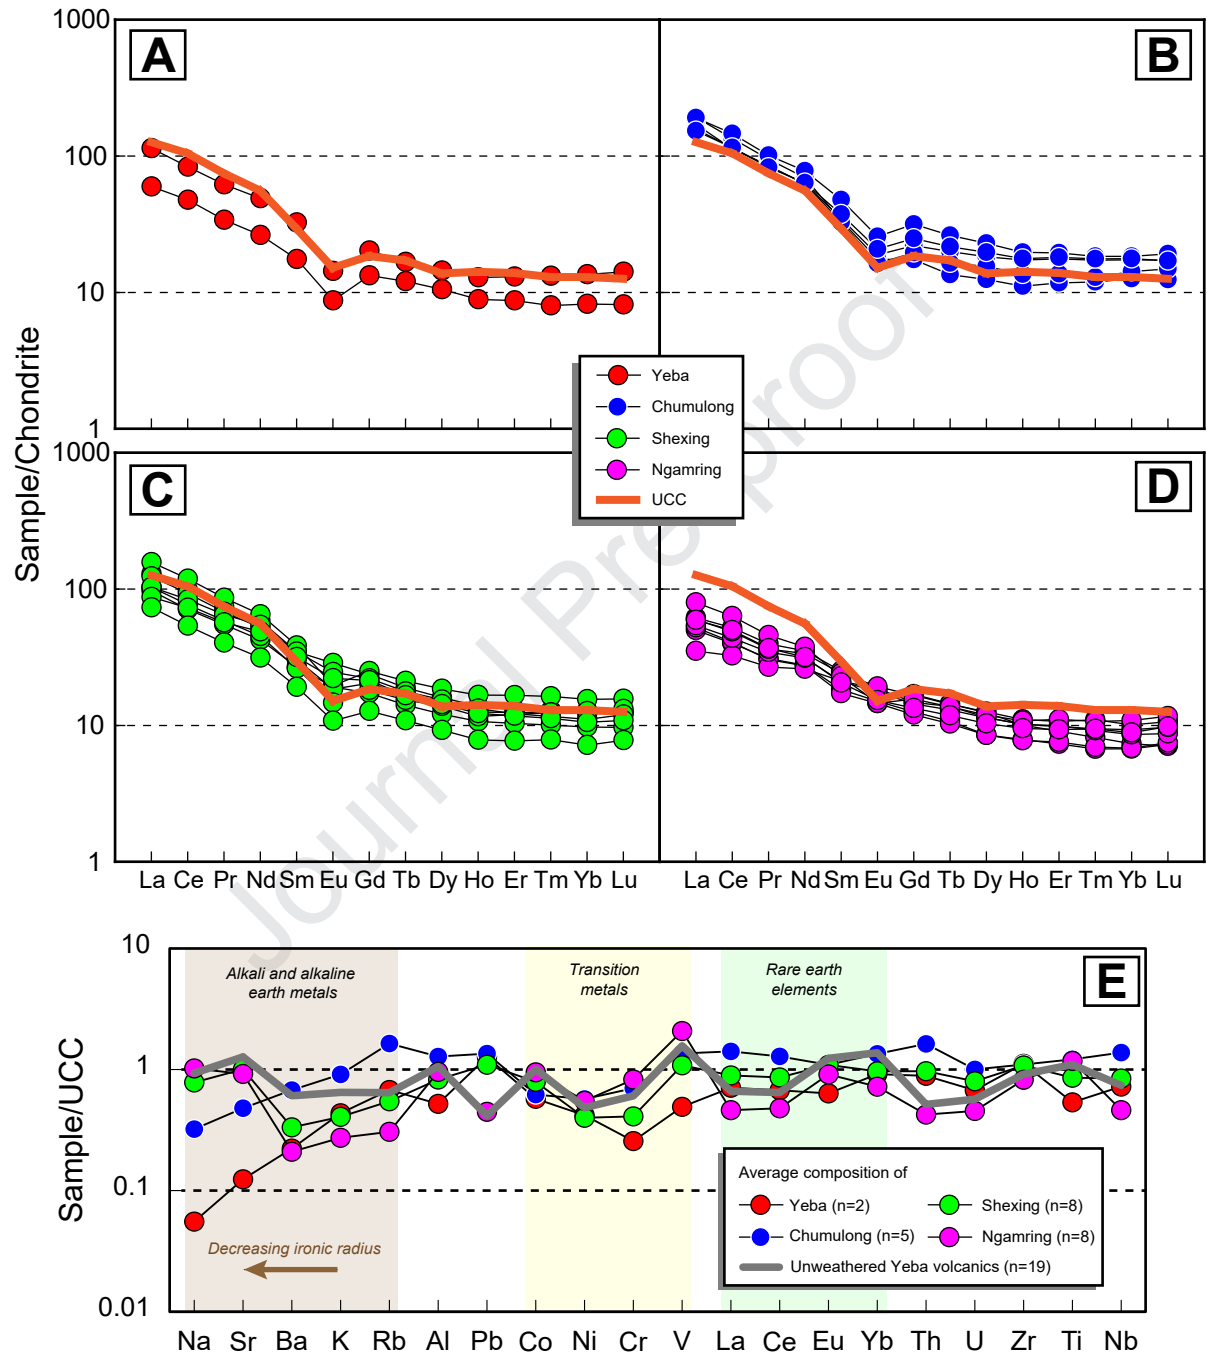 1000
A
B
100
10
1
Sample/Chondrite
Yeba
Chumulong
Shexing
Ngamring
UCC
1000
C
D
100
10
1
La Ce Pr Nd Sm Eu Gd Tb Dy Ho Er Tm Yb Lu
La Ce Pr Nd Sm Eu Gd Tb Dy Ho Er Tm Yb Lu
Journal Pre-proof
10
Alkali and alkaline
earth metals
Transition
metals
Rare earth
elements
E
1
Sample/UCC
0.1
Average composition of
Yeba (n=2)
Shexing (n=8)
Chumulong (n=5)
Ngamring (n=8)
Unweathered Yeba volcanics (n=19)
Decreasing ironic radius
0.01
Na Sr Ba K Rb Al Pb Co Ni Cr V La Ce Eu Yb Th U Zr Ti Nb